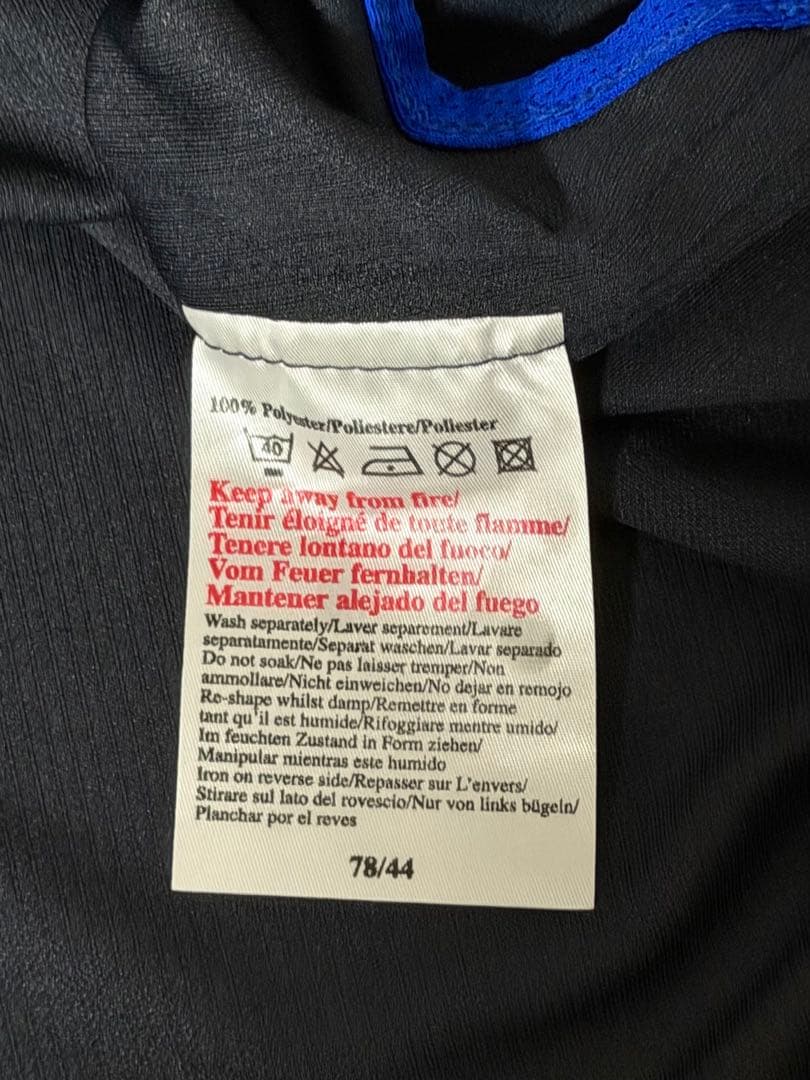 100% Polyester/Poliestere/Poliester
40
Keep away from fire/
Tenir éloigné de toute flamme/
Tenere lontano del fuoco/
Vom Feuer fernhalten/
Mantener alejado del fuego
Wash separately/Laver separement/Lavare
separatamente/Separat waschen/Lavar separado
Do not soak/Ne pas laisser tremper/Non
ammollare/Nicht einweichen/No dejar en remojo
Re-shape whilst damp/Remettre en forme
tant qu'il est humide/Rifoggiare mentre umido/
Im feuchten Zustand in Form ziehen/
Manipular mientras este humido
Iron on reverse side/Repasser sur L'envers/
Stirare sul lato del rovescio/Nur von links bügeln/
Planchar por el reves
78/44